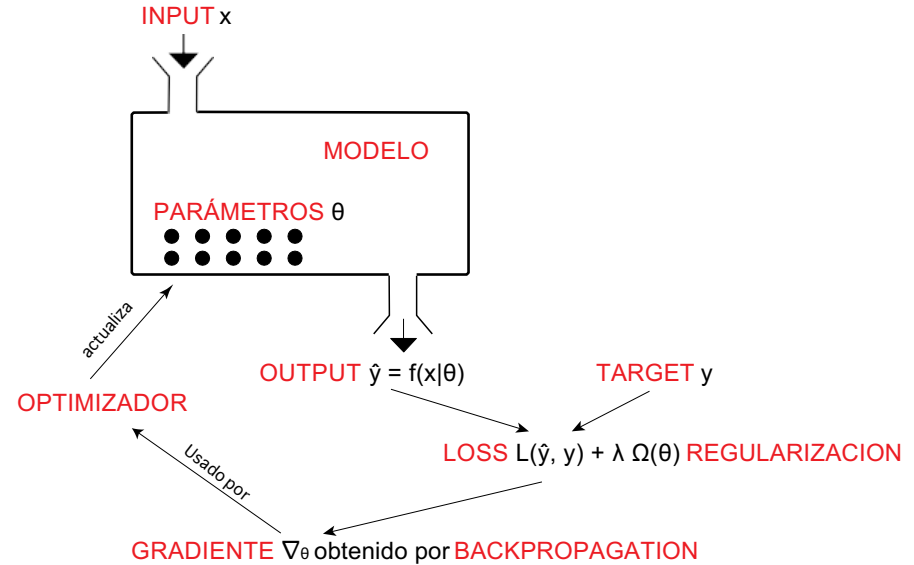 INPUT x
MODELO
PARÁMETROS θ
actualiza
OUTPUT ŷ = f(x|θ)
TARGET y
OPTIMIZADOR
LOSS L(ŷ, y) + λ Ω(θ) REGULARIZACION
Usado por
GRADIENTE ∇θ obtenido por BACKPROPAGATION